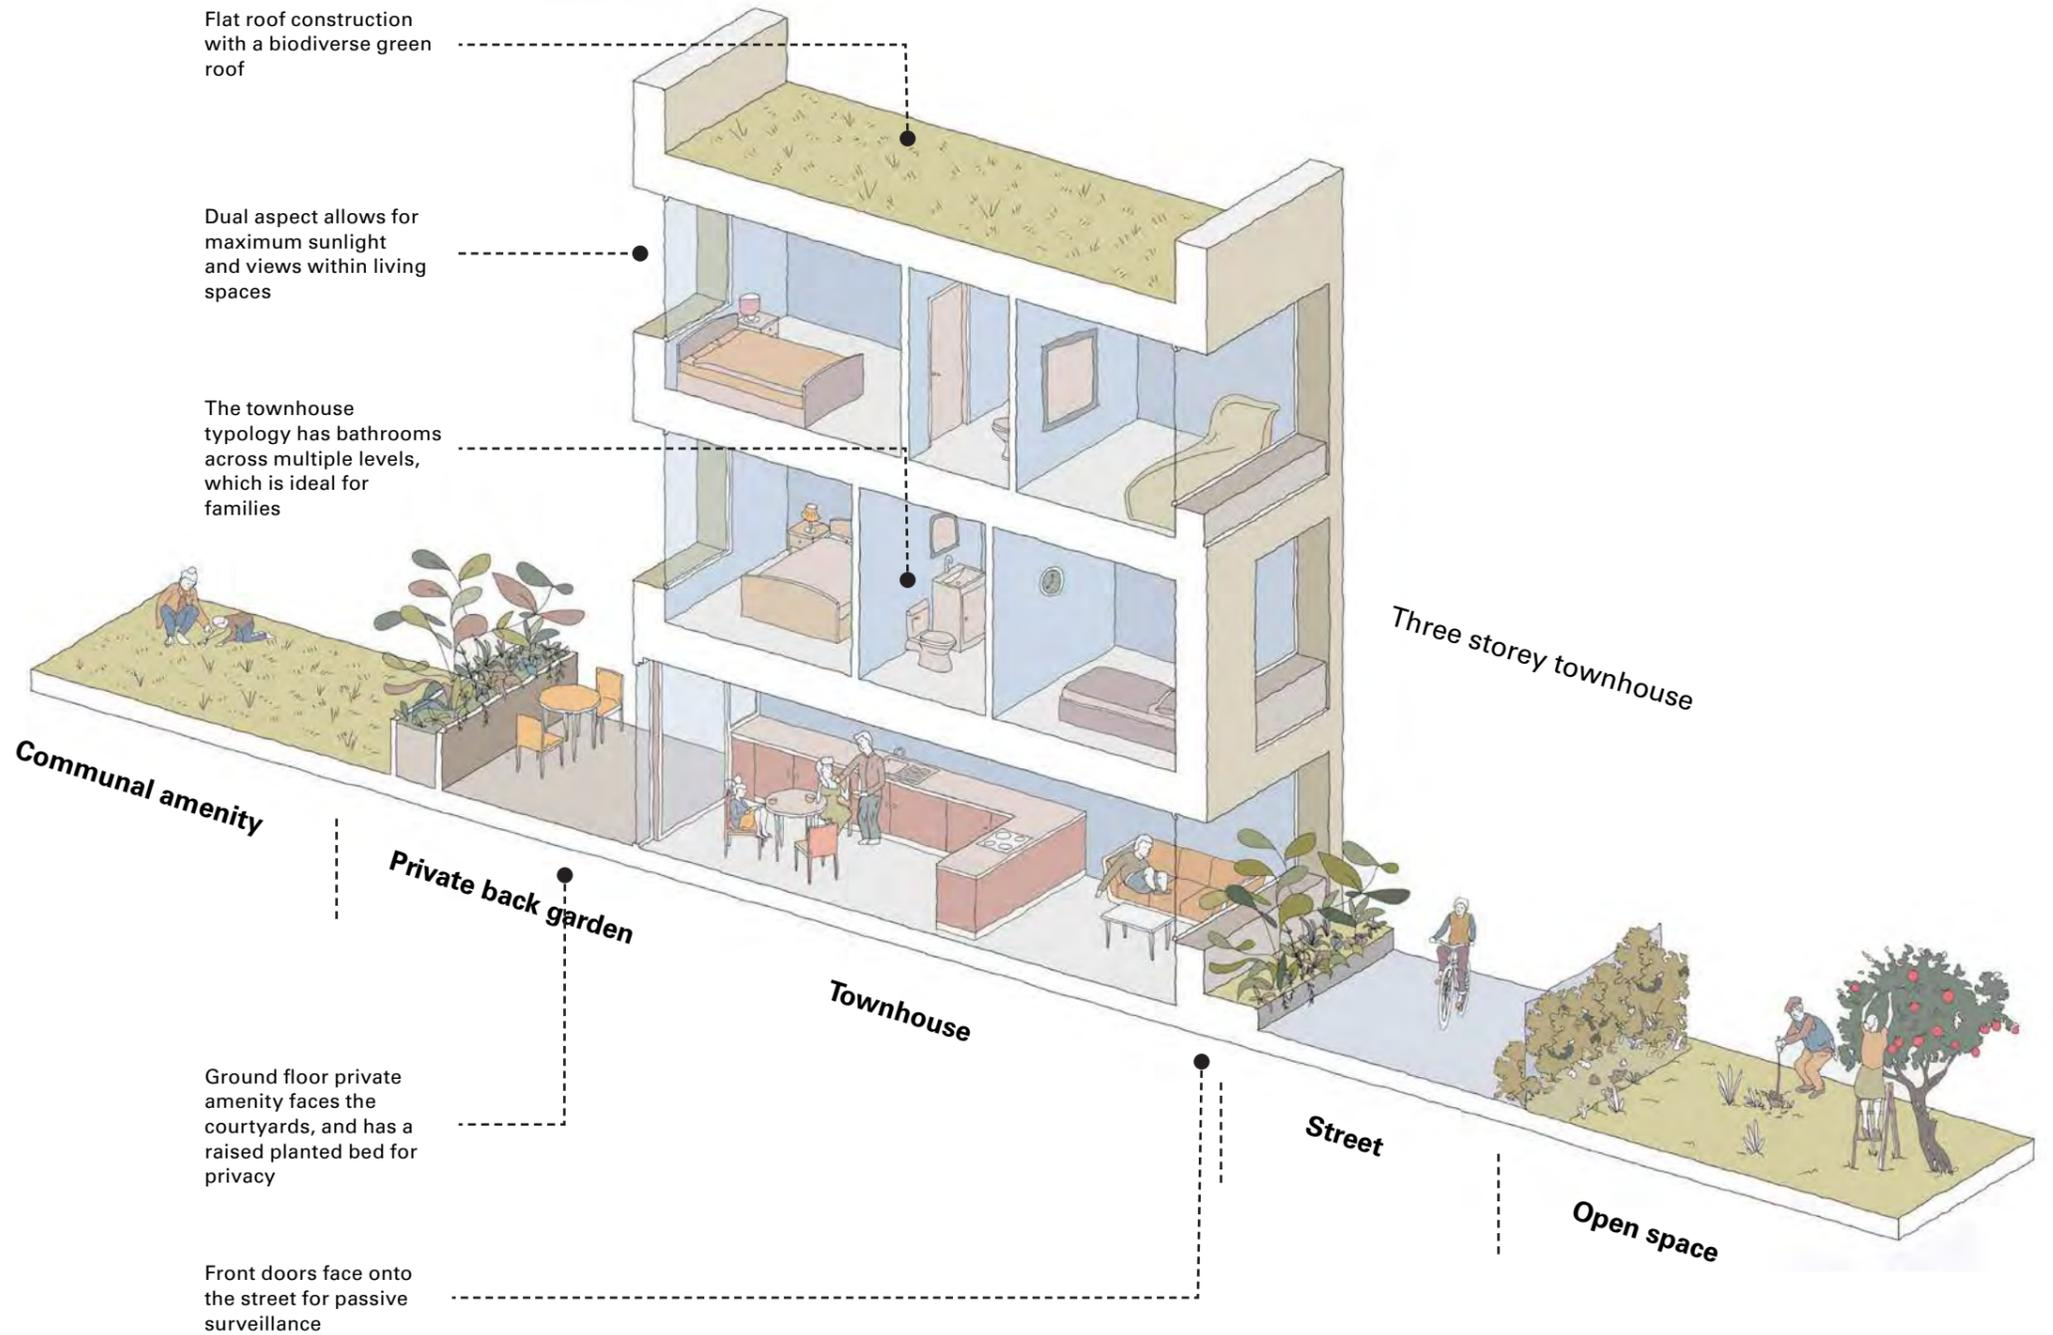 Flat roof construction
with a biodiverse green
roof
Dual aspect allows for
maximum sunlight
and views within living
spaces
The townhouse
typology has bathrooms
across multiple levels,
which is ideal for
families
Three storey townhouse
Communal amenity
Private back garden
Townhouse
Street
Open space
Ground floor private
amenity faces the
courtyards, and has a
raised planted bed for
privacy
Front doors face onto
the street for passive
surveillance